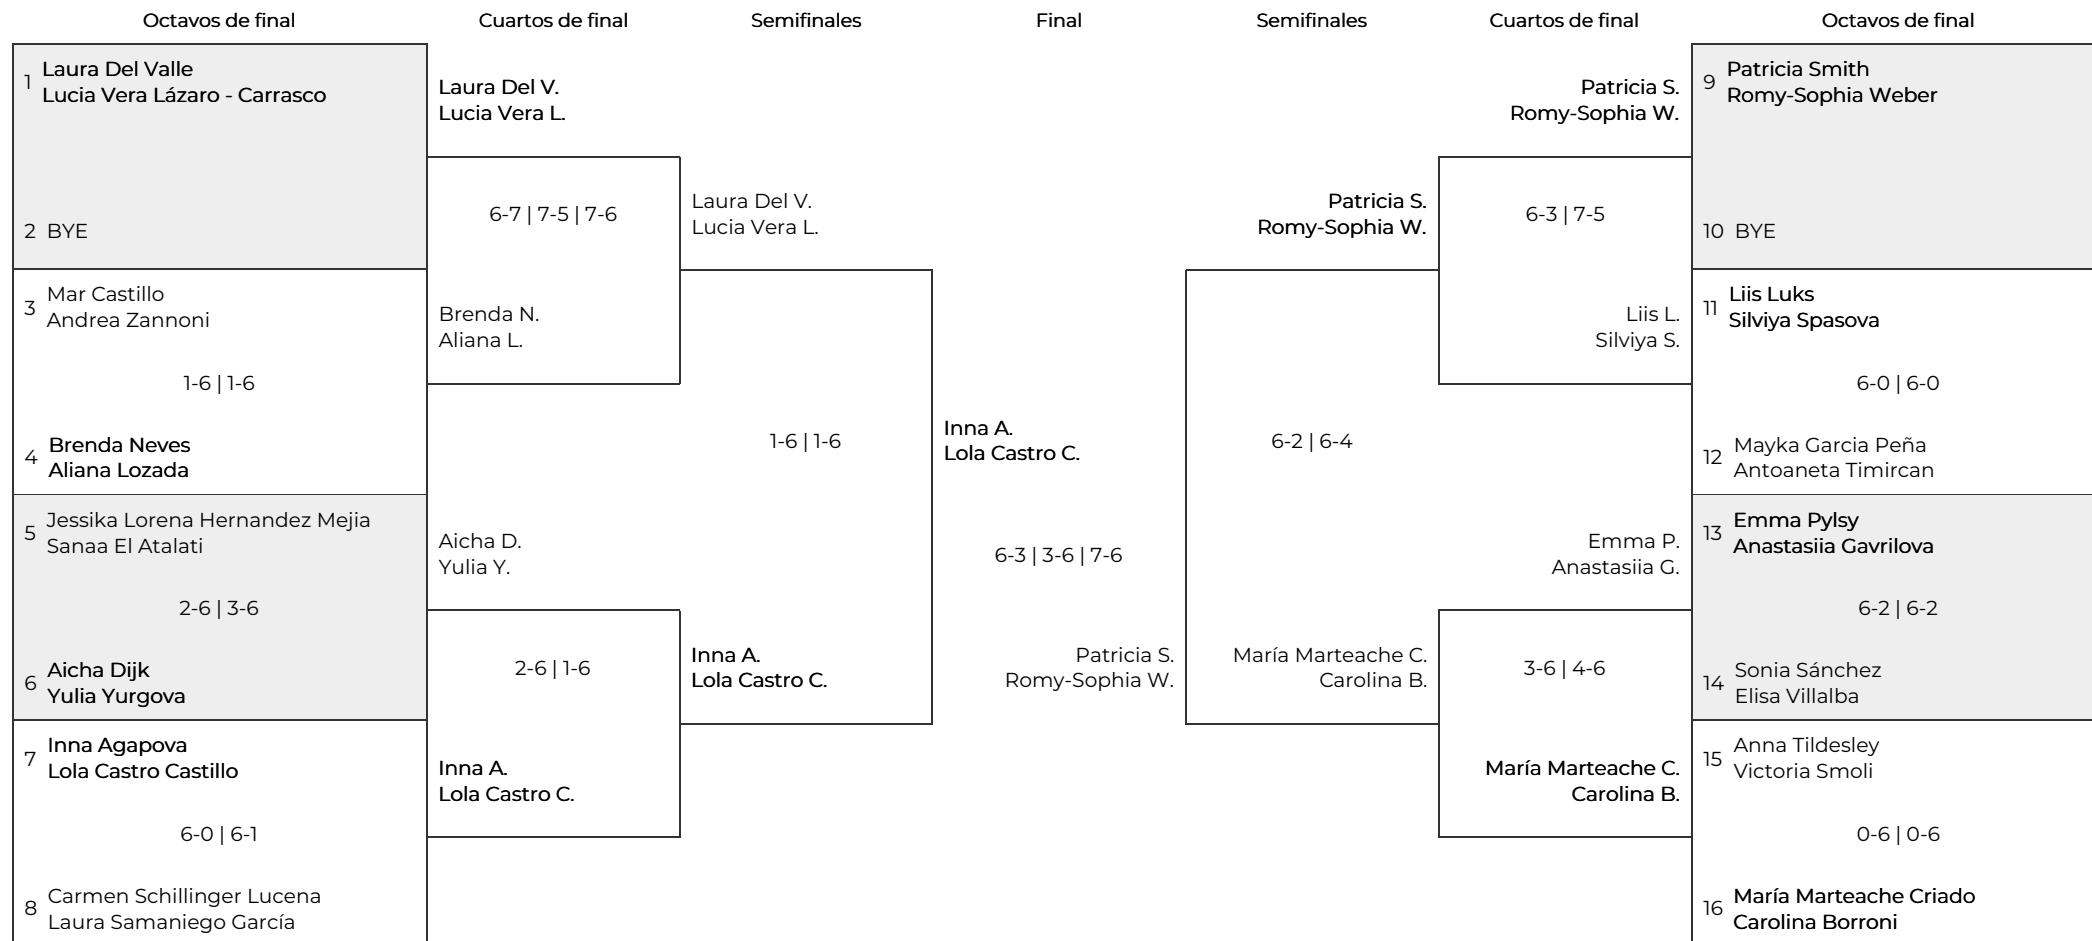 Octavos de final
Cuartos de final
Semifinales
Final
Semifinales
Cuartos de final
Octavos de final
1 Laura Del Valle
Lucia Vera Lázaro - Carrasco
2 BYE
3 Mar Castillo
Andrea Zannoni
1-6 | 1-6
4 Brenda Neves
Aliana Lozada
5 Jessika Lorena Hernandez Mejia
Sanaa El Atalati
2-6 | 3-6
6 Aicha Dijk
Yulia Yurgova
7 Inna Agapova
Lola Castro Castillo
6-0 | 6-1
8 Carmen Schillinger Lucena
Laura Samaniego García
Laura Del V.
Lucia Vera L.
6-7 | 7-5 | 7-6
Brenda N.
Aliana L.
Aicha D.
Yulia Y.
2-6 | 1-6
Inna A.
Lola Castro C.
Laura Del V.
Lucia Vera L.
1-6 | 1-6
Inna A.
Lola Castro C.
Inna A.
Lola Castro C.
6-3 | 3-6 | 7-6
Patricia S.
Romy-Sophia W.
Patricia S.
Romy-Sophia W.
6-2 | 6-4
María Marteache C.
Carolina B.
Patricia S.
Romy-Sophia W.
6-3 | 7-5
Liis L.
Silviya S.
Emma P.
Anastasiia G.
3-6 | 4-6
María Marteache C.
Carolina B.
9 Patricia Smith
Romy-Sophia Weber
10 BYE
11 Liis Luks
Silviya Spasova
6-0 | 6-0
12 Mayka Garcia Peña
Antoaneta Timircan
13 Emma Pylsy
Anastasiia Gavrilova
6-2 | 6-2
14 Sonia Sánchez
Elisa Villalba
15 Anna Tildesley
Victoria Smoli
0-6 | 0-6
16 María Marteache Criado
Carolina Borroni